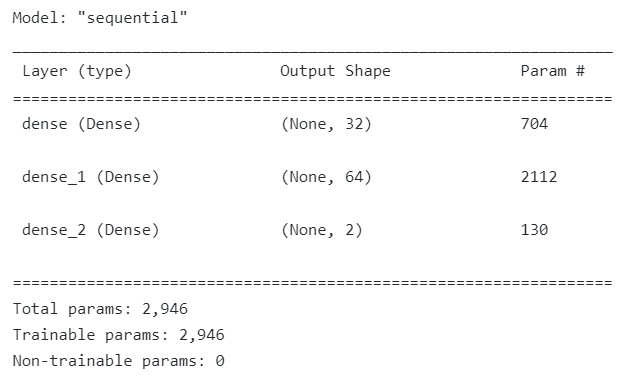 Model: "sequential"
_________________________________________________________________
Layer (type) Output Shape Param #
=================================================================
dense (Dense) (None, 32) 704
dense_1 (Dense) (None, 64) 2112
dense_2 (Dense) (None, 2) 130
=================================================================
Total params: 2,946
Trainable params: 2,946
Non-trainable params: 0